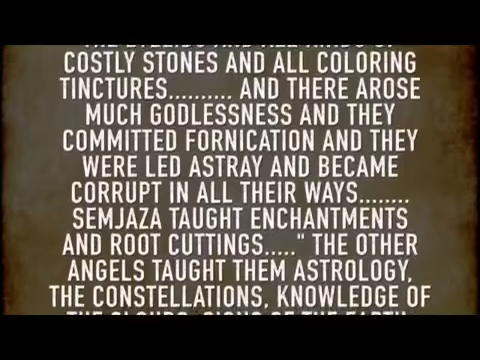 COSTLY STONES AND ALL COLORING
TINCTURES.......... AND THERE AROSE
MUCH GODLESSNESS AND THEY
COMMITTED FORNICATION AND THEY
WERE LED ASTRAY AND BECAME
CORRUPT IN ALL THEIR WAYS........
SEMJAZA TAUGHT ENCHANTMENTS
AND ROOT CUTTINGS....." THE OTHER
ANGELS TAUGHT THEM ASTROLOGY,
THE CONSTELLATIONS, KNOWLEDGE OF